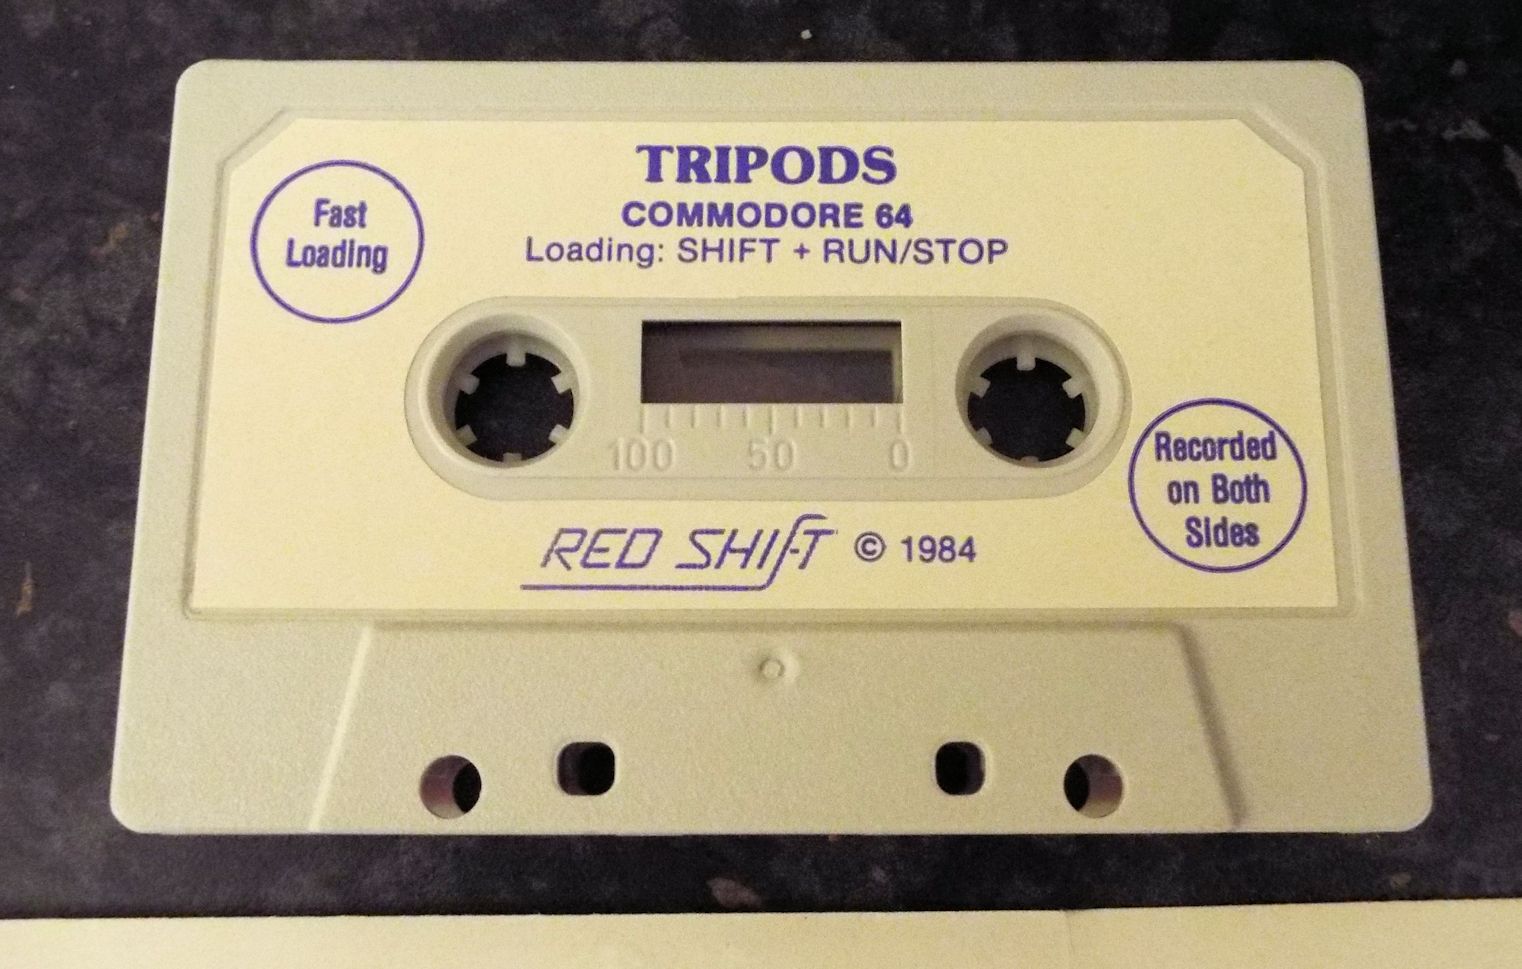 TRIPODS
COMMODORE 64
Loading: SHIFT + RUN/STOP
Fast
Loading
100 50 0
Recorded
on Both
Sides
RED SHIFT © 1984